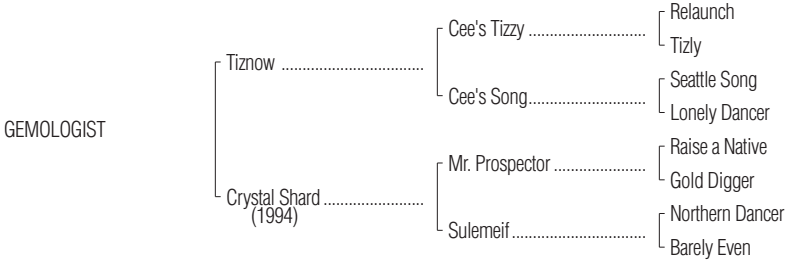 Relaunch
Cee's Tizzy ..............................
Tizly
Tiznow ....................................
Seattle Song
Cee's Song..............................
Lonely Dancer
GEMOLOGIST
Raise a Native
Mr. Prospector ........................
Gold Digger
Crystal Shard ..........................
(1994)
Northern Dancer
Sulemeif ...................................
Barely Even